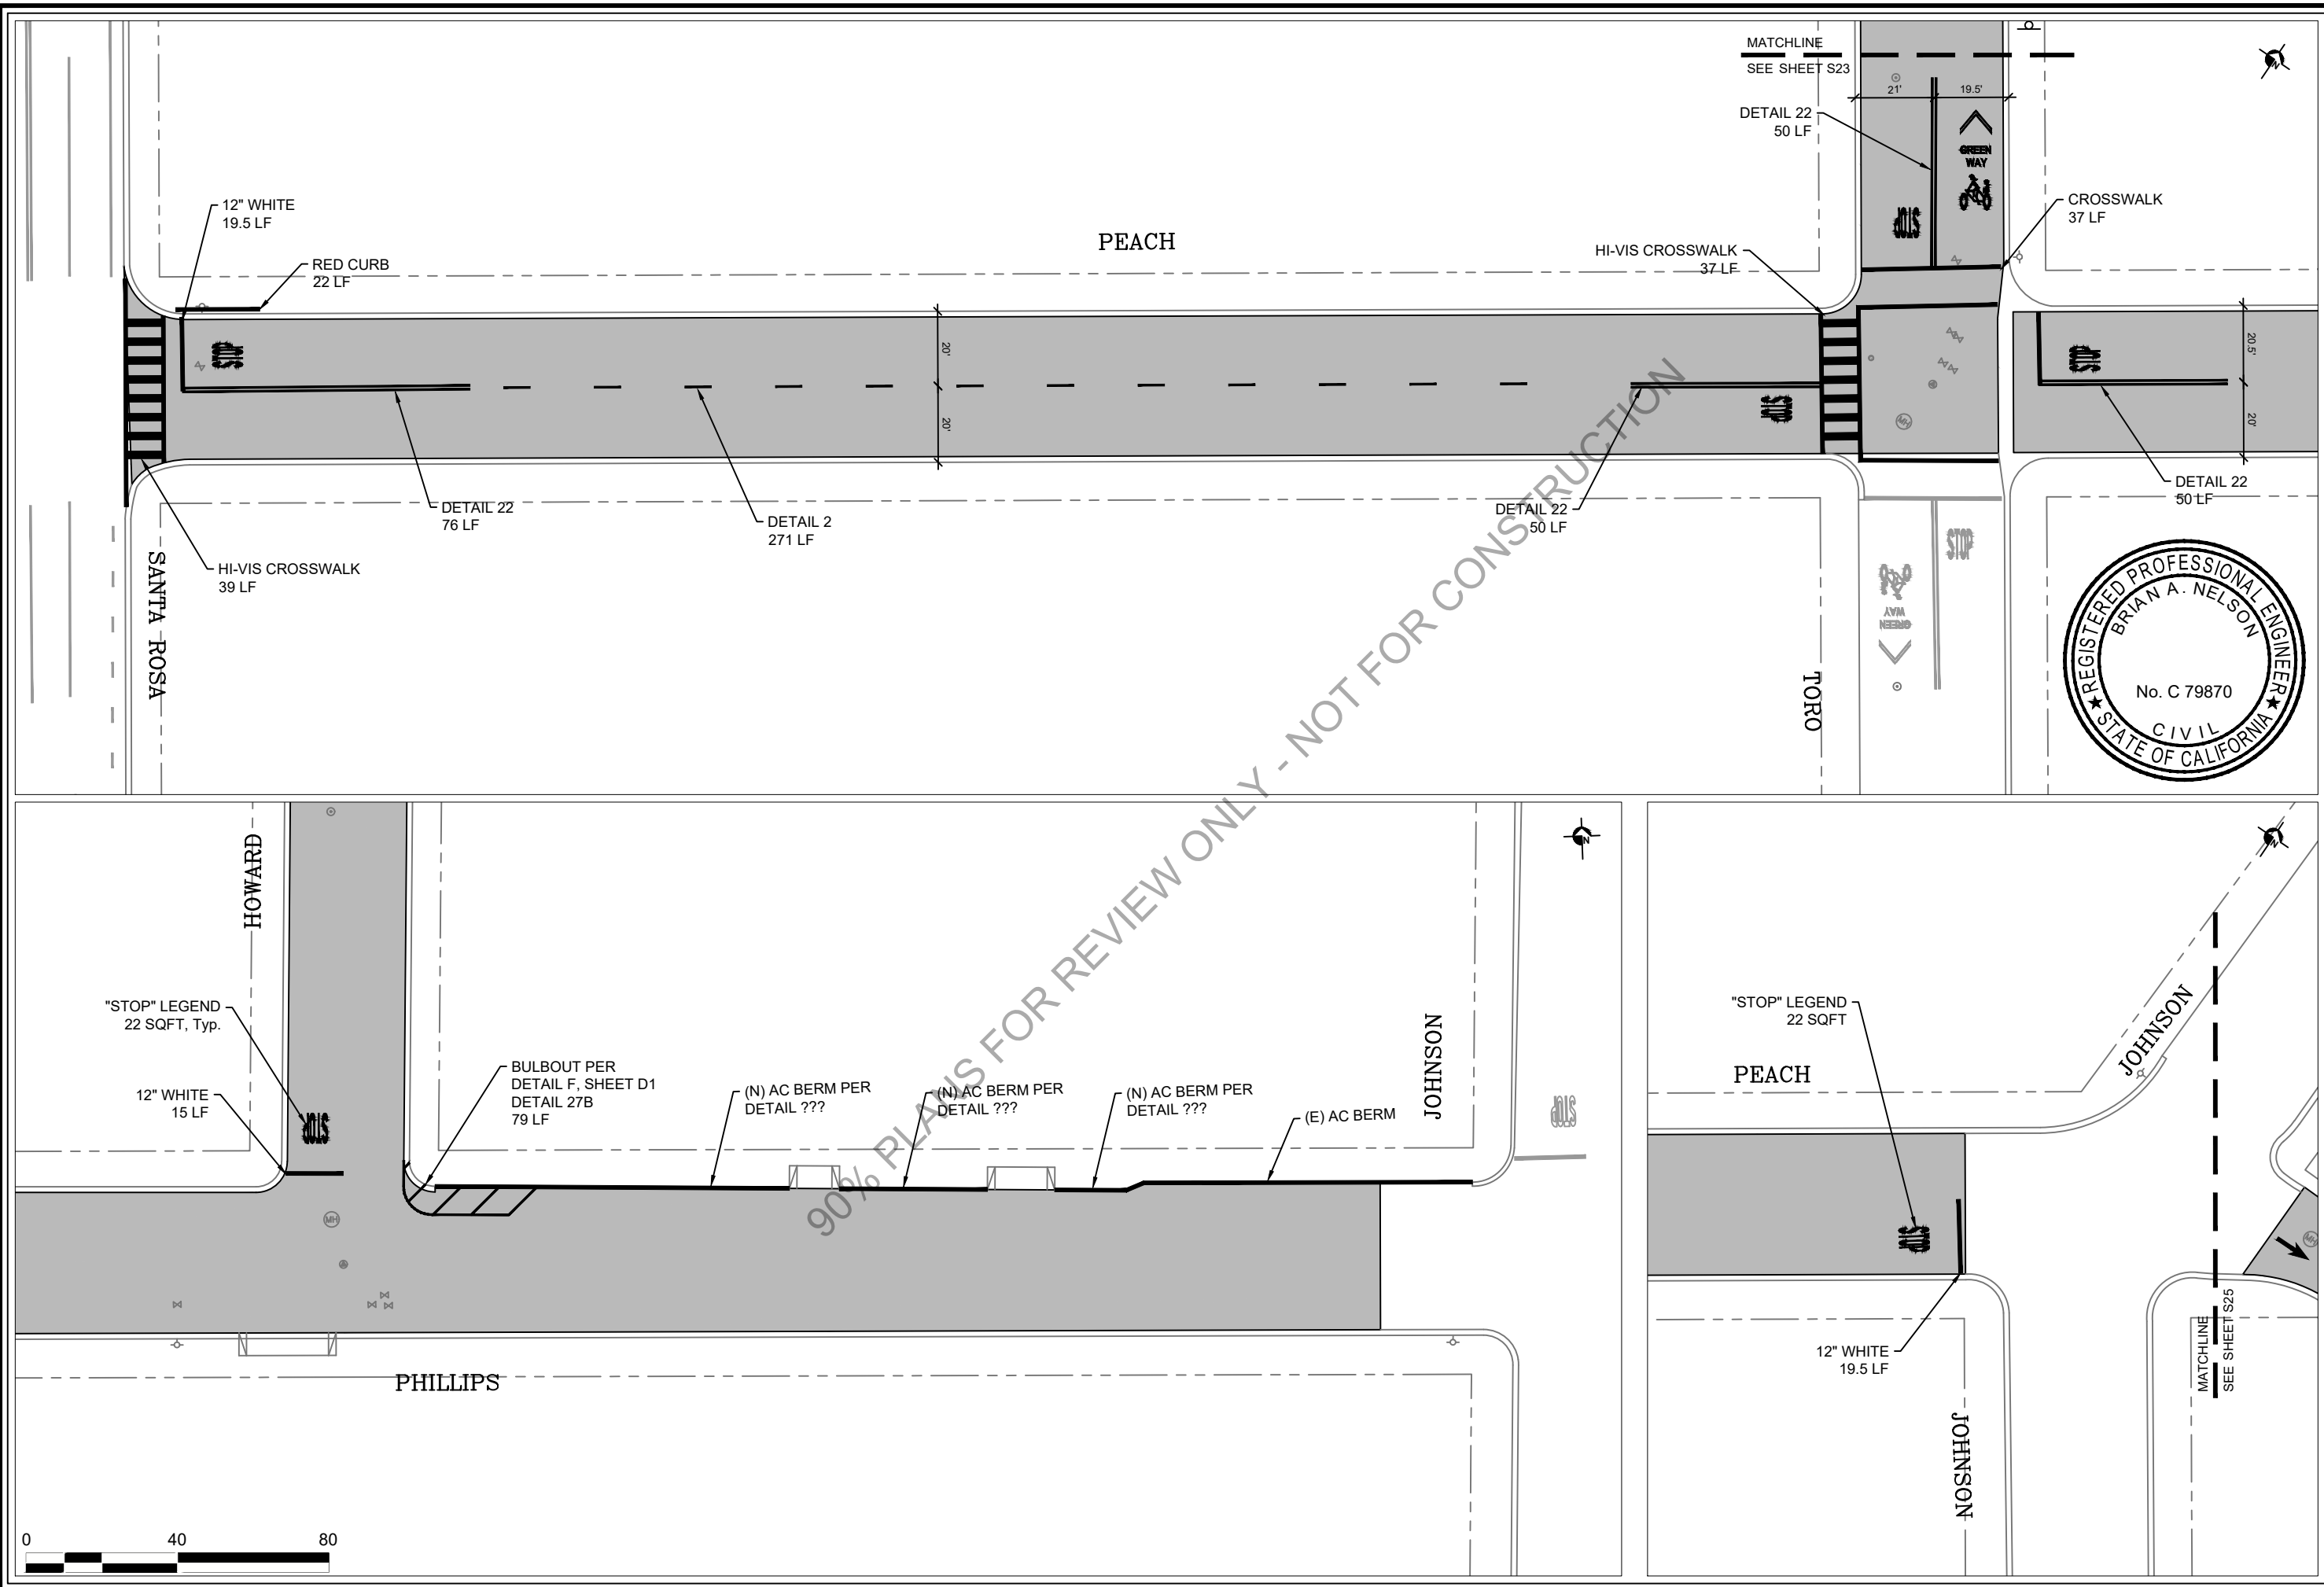 MATCHLINE
SEE SHEET S23
21'
19.5'
DETAIL 22
50 LF
GREEN
WAY
STOP
CROSSWALK
37 LF
12" WHITE
19.5 LF
PEACH
HI-VIS CROSSWALK
37 LF
RED CURB
22 LF
STOP
20'
20'
STOP
MH
STOP
20.5'
20'
DETAIL 22
76 LF
DETAIL 2
271 LF
DETAIL 22
50 LF
DETAIL 22
50 LF
HI-VIS CROSSWALK
39 LF
SANTA ROSA
TORO
STOP
WAY
GREEN
REGISTERED PROFESSIONAL ENGINEER
BRIAN A. NELSON
No. C 79870
CIVIL
STATE OF CALIFORNIA
90% PLANS FOR REVIEW ONLY - NOT FOR CONSTRUCTION
N
HOWARD
"STOP" LEGEND
22 SQFT, Typ.
12" WHITE
15 LF
STOP
BULBOUT PER
DETAIL F, SHEET D1
DETAIL 27B
79 LF
(N) AC BERM PER
DETAIL ???
(N) AC BERM PER
DETAIL ???
(N) AC BERM PER
DETAIL ???
(E) AC BERM
JOHNSON
STOP
MH
PHILLIPS
0 40 80
N
"STOP" LEGEND
22 SQFT
PEACH
JOHNSON
STOP
MH
12" WHITE
19.5 LF
JOHNSON
MATCHLINE
SEE SHEET S25
N